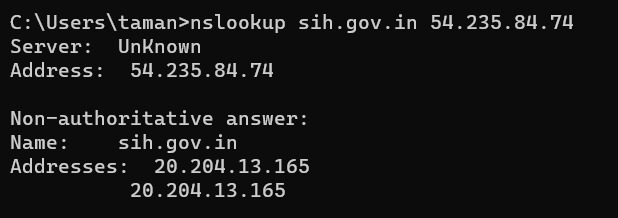 C:\Users\taman>nslookup sih.gov.in 54.235.84.74
Server:  UnKnown
Address:  54.235.84.74

Non-authoritative answer:
Name:    sih.gov.in
Addresses:  20.204.13.165
          20.204.13.165